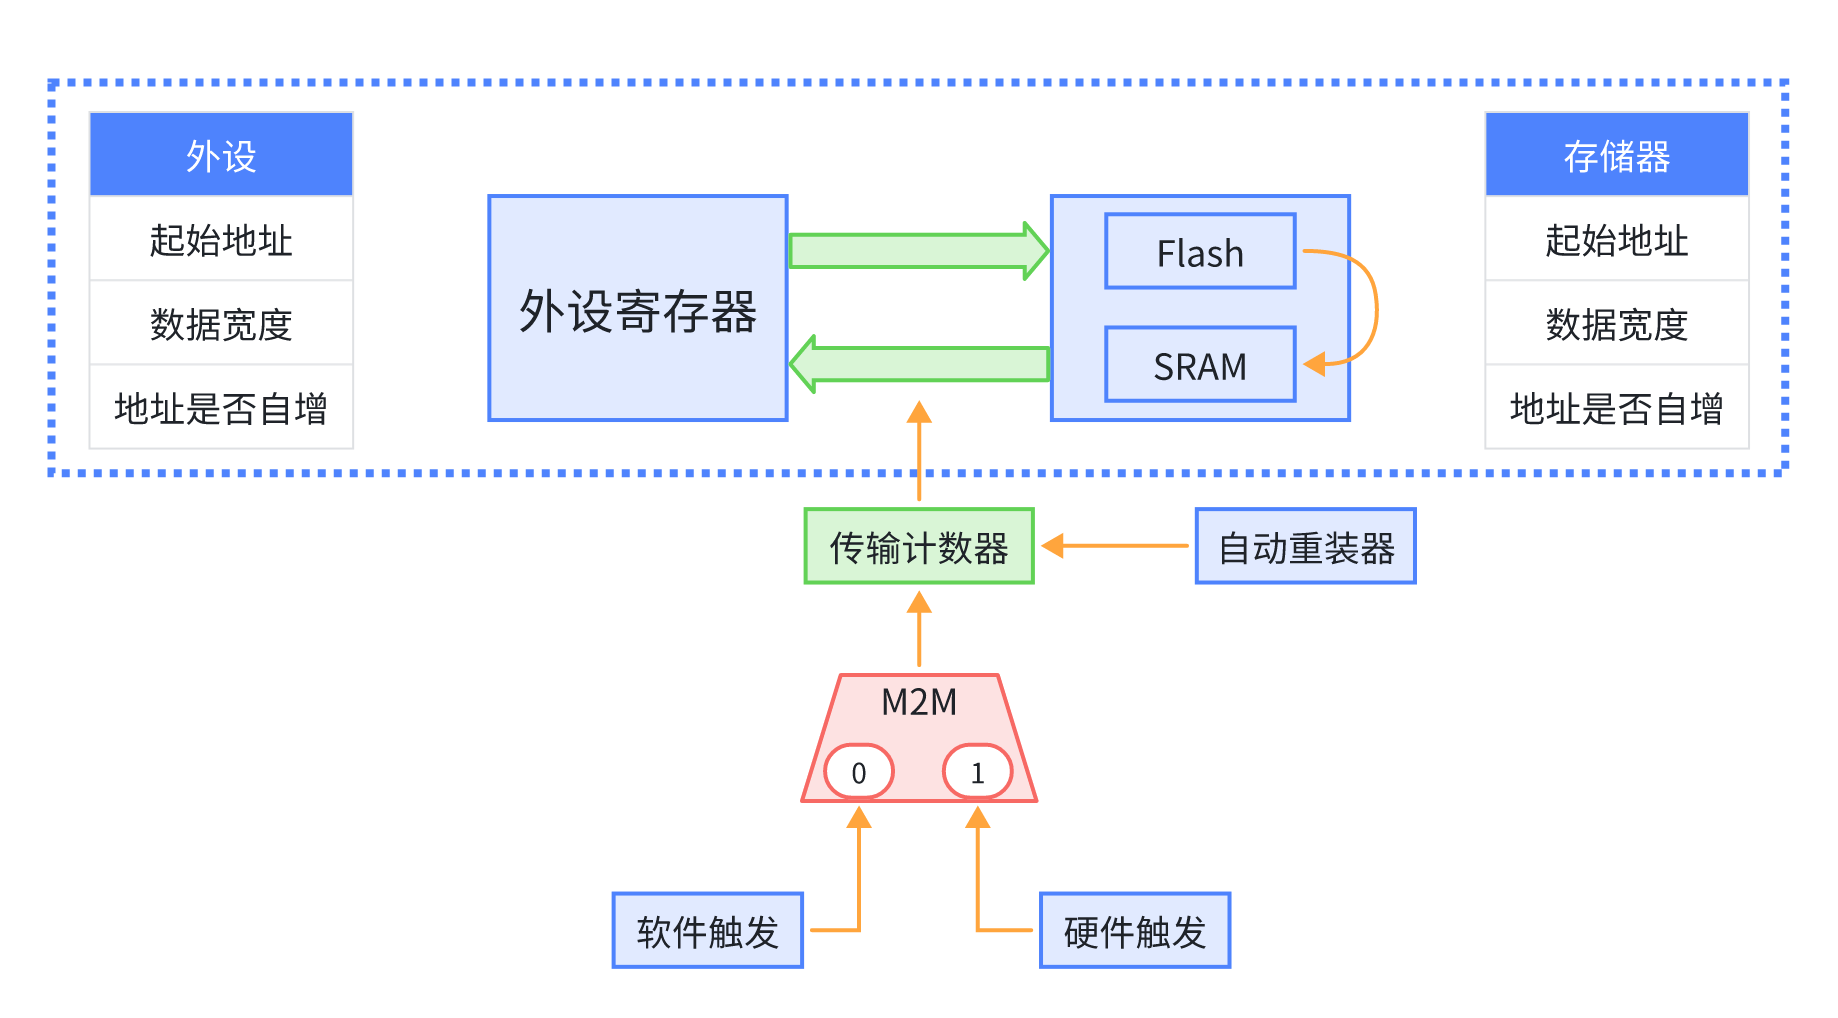 外设
起始地址
数据宽度
地址是否自增
外设寄存器
Flash
SRAM
存储器
起始地址
数据宽度
地址是否自增
传输计数器
自动重装器
M2M
0
1
软件触发
硬件触发